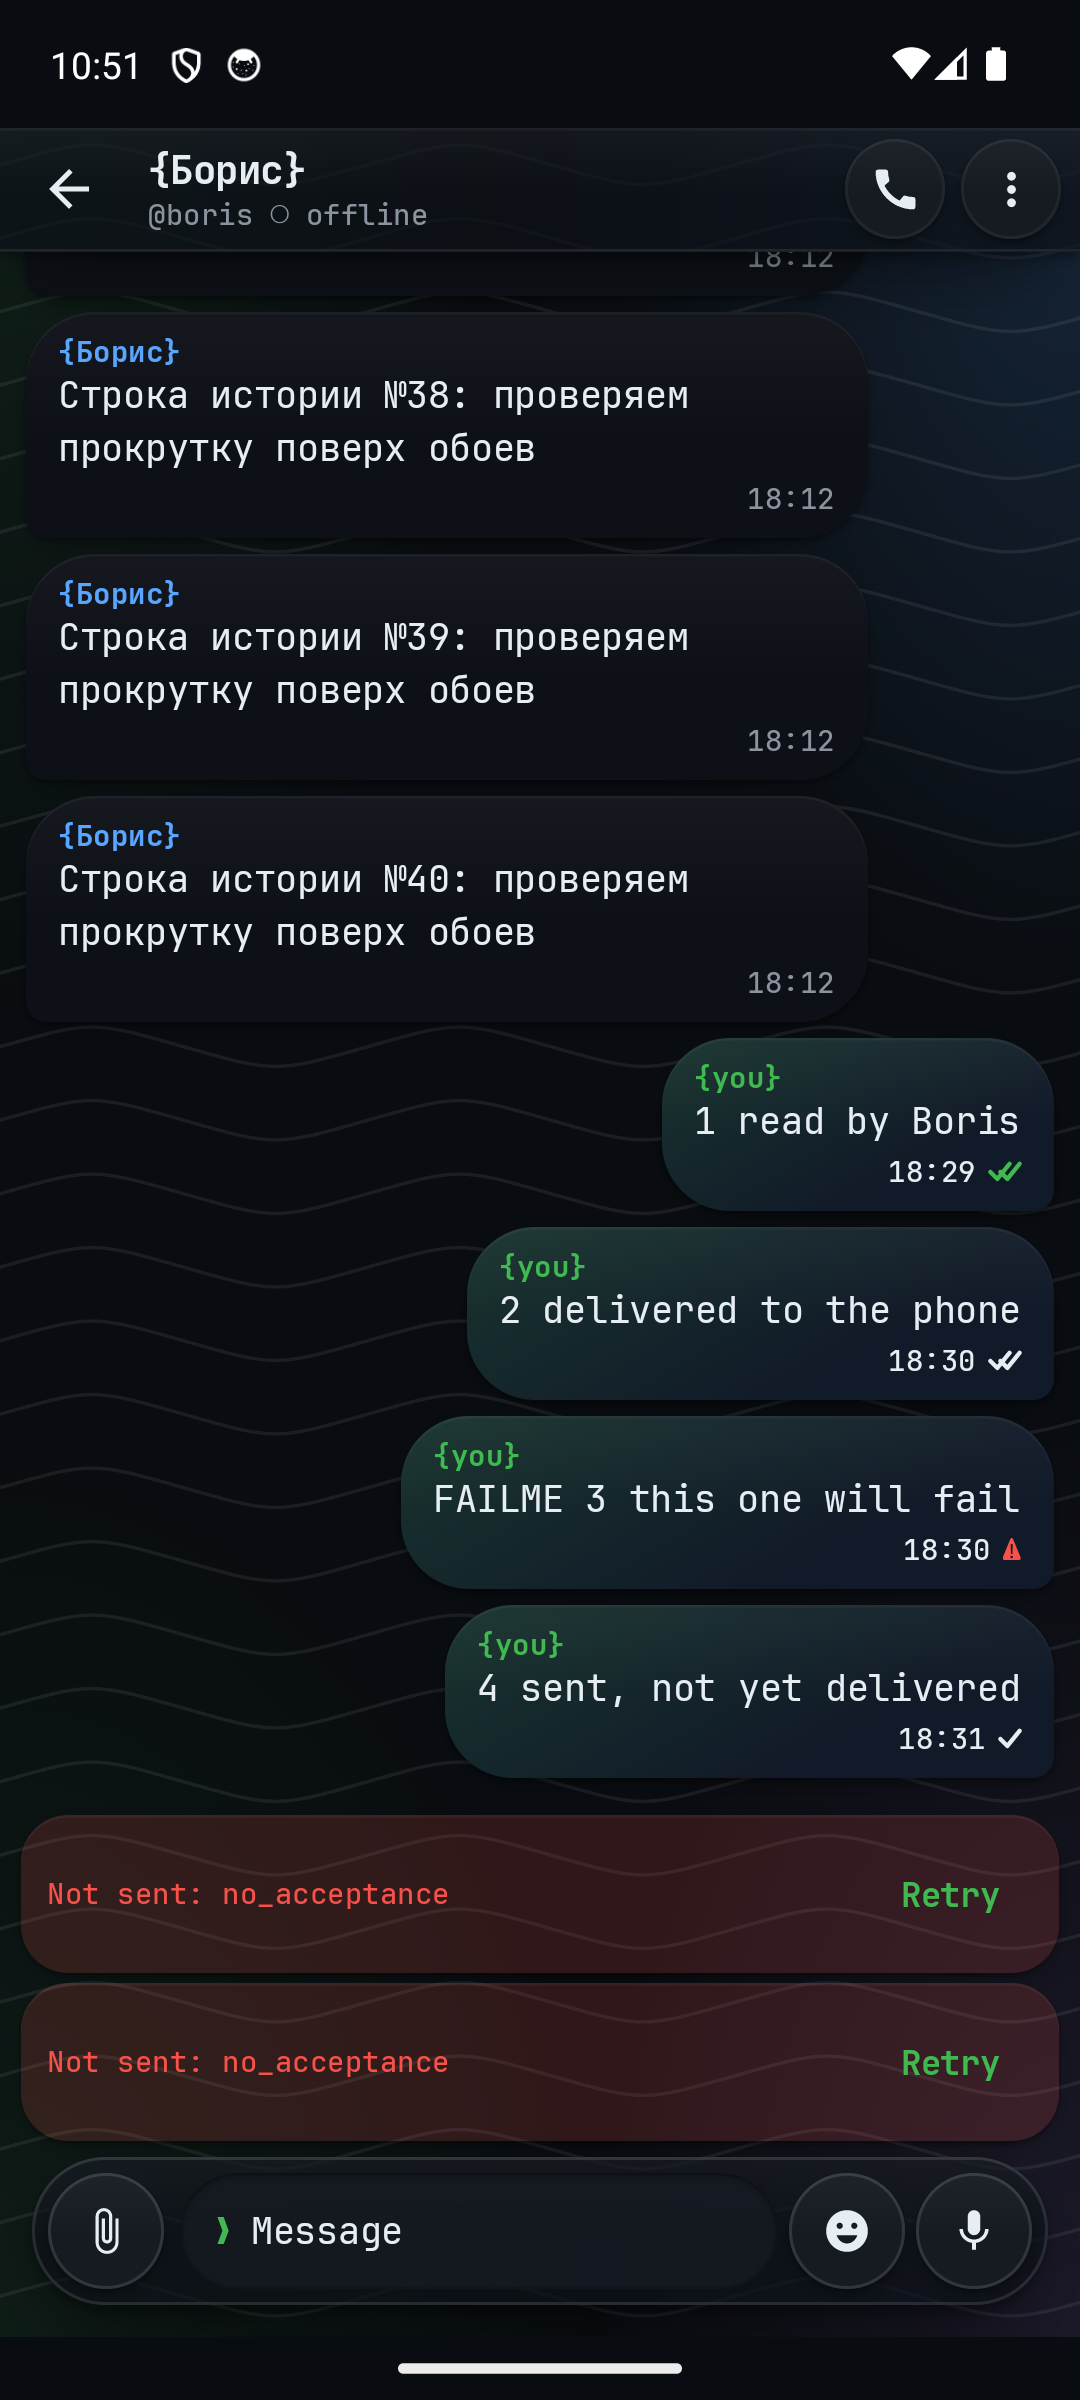 10:51
{Борис}
@boris ○ offline
18:12
{Борис}
Строка истории №38: проверяем
прокрутку поверх обоев
18:12
{Борис}
Строка истории №39: проверяем
прокрутку поверх обоев
18:12
{Борис}
Строка истории №40: проверяем
прокрутку поверх обоев
18:12
{you}
1 read by Boris
18:29
{you}
2 delivered to the phone
18:30
{you}
FAILME 3 this one will fail
18:30
{you}
4 sent, not yet delivered
18:31
Not sent: no_acceptance Retry
Not sent: no_acceptance Retry
❱ Message